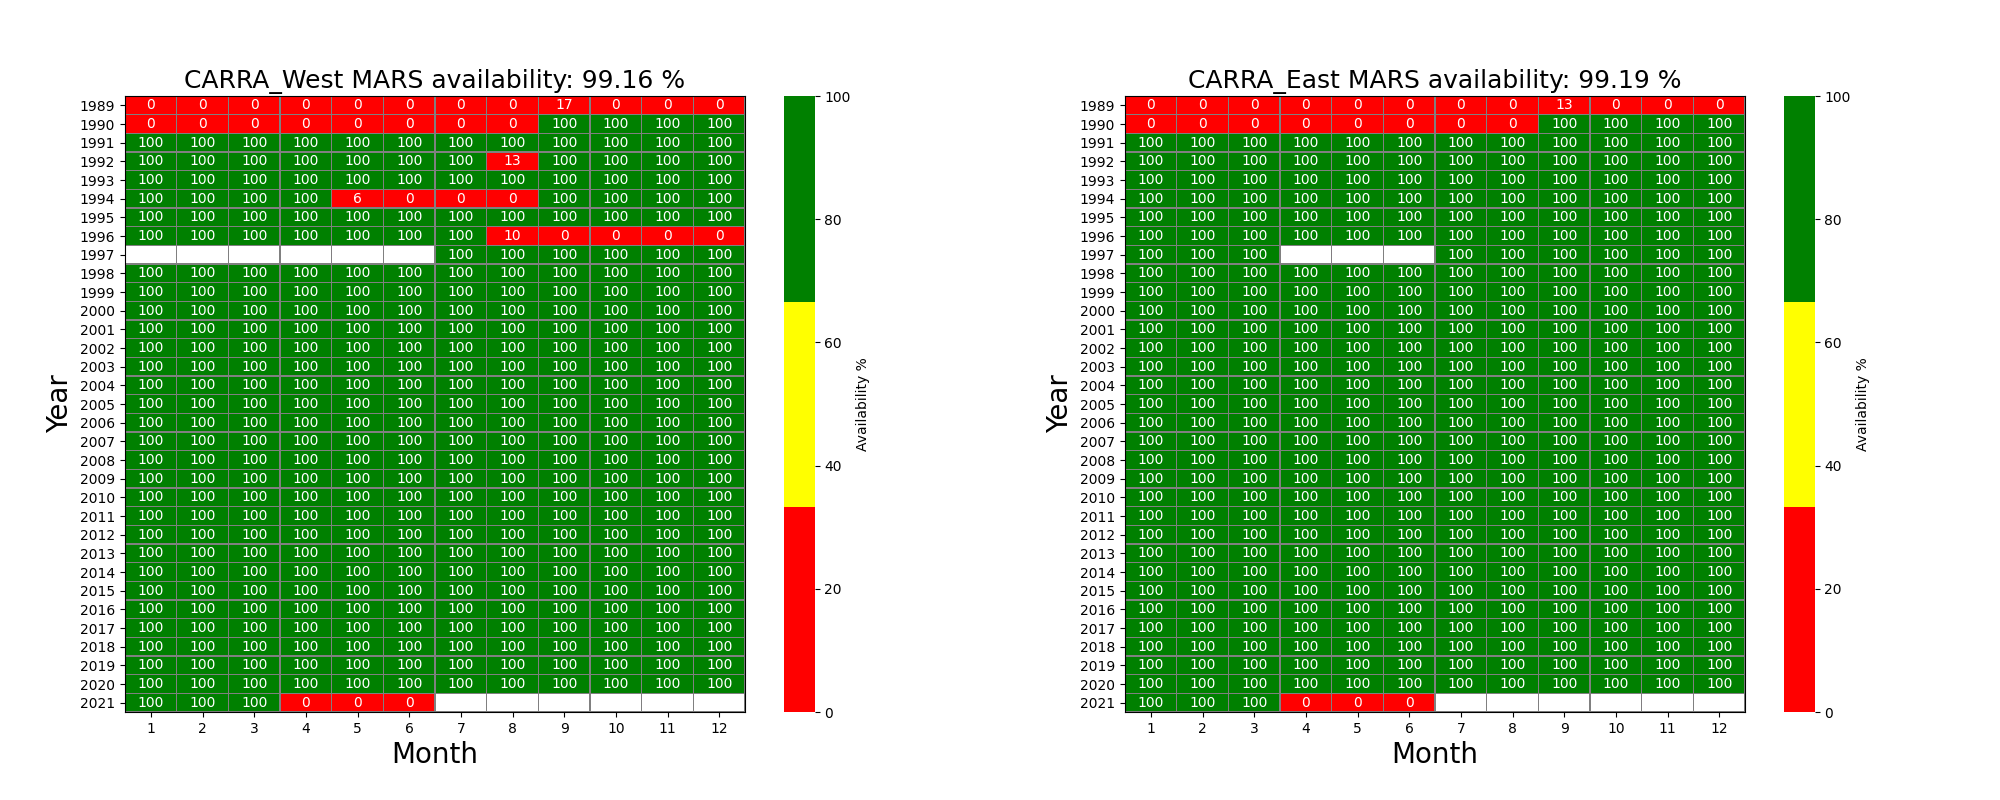 CARRA_West MARS availability: 99.16 %
1989 0 0 0 0 0 0 0 0 17 0 0 0
1990 0 0 0 0 0 0 0 0 100 100 100 100
1991 100 100 100 100 100 100 100 100 100 100 100 100
1992 100 100 100 100 100 100 100 13 100 100 100 100
1993 100 100 100 100 100 100 100 100 100 100 100 100
1994 100 100 100 100 6 0 0 0 100 100 100 100
1995 100 100 100 100 100 100 100 100 100 100 100 100
1996 100 100 100 100 100 100 100 10 0 0 0 0
1997 100 100 100 100 100 100
1998 100 100 100 100 100 100 100 100 100 100 100 100
1999 100 100 100 100 100 100 100 100 100 100 100 100
2000 100 100 100 100 100 100 100 100 100 100 100 100
2001 100 100 100 100 100 100 100 100 100 100 100 100
2002 100 100 100 100 100 100 100 100 100 100 100 100
2003 100 100 100 100 100 100 100 100 100 100 100 100
2004 100 100 100 100 100 100 100 100 100 100 100 100
2005 100 100 100 100 100 100 100 100 100 100 100 100
2006 100 100 100 100 100 100 100 100 100 100 100 100
2007 100 100 100 100 100 100 100 100 100 100 100 100
2008 100 100 100 100 100 100 100 100 100 100 100 100
2009 100 100 100 100 100 100 100 100 100 100 100 100
2010 100 100 100 100 100 100 100 100 100 100 100 100
2011 100 100 100 100 100 100 100 100 100 100 100 100
2012 100 100 100 100 100 100 100 100 100 100 100 100
2013 100 100 100 100 100 100 100 100 100 100 100 100
2014 100 100 100 100 100 100 100 100 100 100 100 100
2015 100 100 100 100 100 100 100 100 100 100 100 100
2016 100 100 100 100 100 100 100 100 100 100 100 100
2017 100 100 100 100 100 100 100 100 100 100 100 100
2018 100 100 100 100 100 100 100 100 100 100 100 100
2019 100 100 100 100 100 100 100 100 100 100 100 100
2020 100 100 100 100 100 100 100 100 100 100 100 100
2021 100 100 100 0 0 0
1 2 3 4 5 6 7 8 9 10 11 12
Month
Year
100
80
60
40
20
0
Availability %
CARRA_East MARS availability: 99.19 %
1989 0 0 0 0 0 0 0 0 13 0 0 0
1990 0 0 0 0 0 0 0 0 100 100 100 100
1991 100 100 100 100 100 100 100 100 100 100 100 100
1992 100 100 100 100 100 100 100 100 100 100 100 100
1993 100 100 100 100 100 100 100 100 100 100 100 100
1994 100 100 100 100 100 100 100 100 100 100 100 100
1995 100 100 100 100 100 100 100 100 100 100 100 100
1996 100 100 100 100 100 100 100 100 100 100 100 100
1997 100 100 100 100 100 100 100 100 100
1998 100 100 100 100 100 100 100 100 100 100 100 100
1999 100 100 100 100 100 100 100 100 100 100 100 100
2000 100 100 100 100 100 100 100 100 100 100 100 100
2001 100 100 100 100 100 100 100 100 100 100 100 100
2002 100 100 100 100 100 100 100 100 100 100 100 100
2003 100 100 100 100 100 100 100 100 100 100 100 100
2004 100 100 100 100 100 100 100 100 100 100 100 100
2005 100 100 100 100 100 100 100 100 100 100 100 100
2006 100 100 100 100 100 100 100 100 100 100 100 100
2007 100 100 100 100 100 100 100 100 100 100 100 100
2008 100 100 100 100 100 100 100 100 100 100 100 100
2009 100 100 100 100 100 100 100 100 100 100 100 100
2010 100 100 100 100 100 100 100 100 100 100 100 100
2011 100 100 100 100 100 100 100 100 100 100 100 100
2012 100 100 100 100 100 100 100 100 100 100 100 100
2013 100 100 100 100 100 100 100 100 100 100 100 100
2014 100 100 100 100 100 100 100 100 100 100 100 100
2015 100 100 100 100 100 100 100 100 100 100 100 100
2016 100 100 100 100 100 100 100 100 100 100 100 100
2017 100 100 100 100 100 100 100 100 100 100 100 100
2018 100 100 100 100 100 100 100 100 100 100 100 100
2019 100 100 100 100 100 100 100 100 100 100 100 100
2020 100 100 100 100 100 100 100 100 100 100 100 100
2021 100 100 100 0 0 0
1 2 3 4 5 6 7 8 9 10 11 12
Month
Year
100
80
60
40
20
0
Availability %